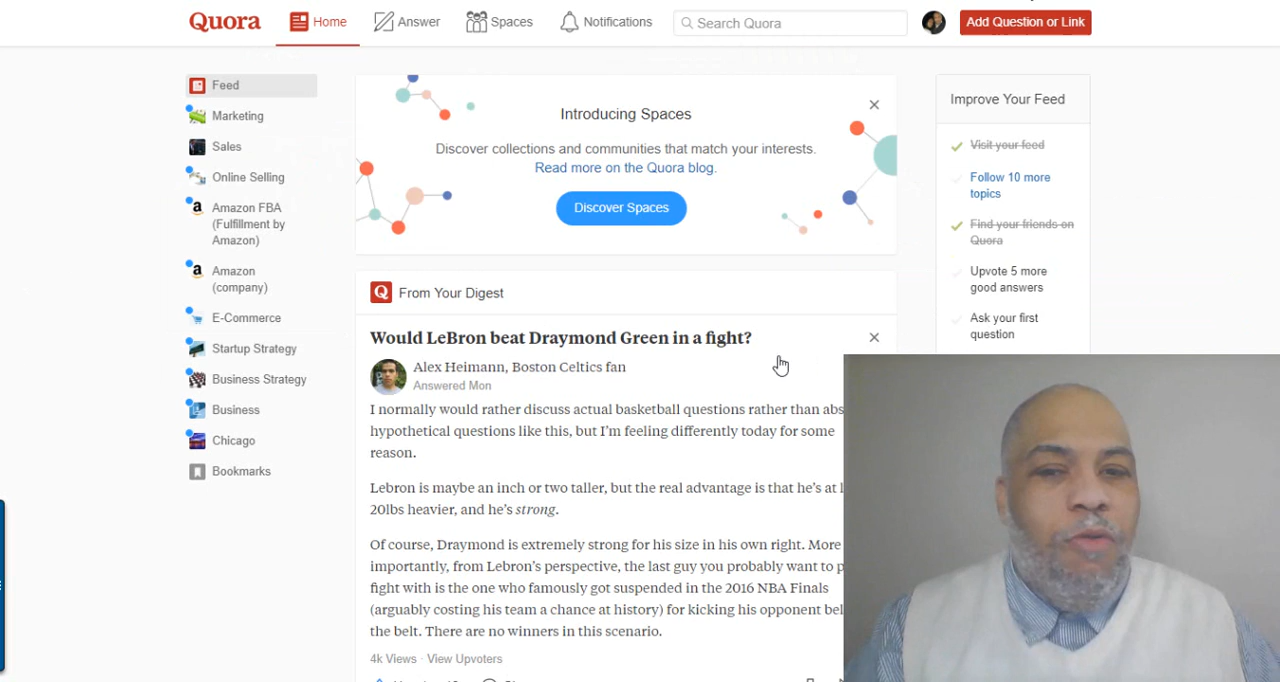 Quora
Home
Answer
Spaces
Notifications
Search Quora
Add Question or Link
Feed
Marketing
Sales
Online Selling
Amazon FBA
(Fulfillment by
Amazon)
Amazon
(company)
E-Commerce
Startup Strategy
Business Strategy
Business
Chicago
Bookmarks
Introducing Spaces
Discover collections and communities that match your interests.
Read more on the Quora blog.
Discover Spaces
From Your Digest
Would LeBron beat Draymond Green in a fight?
Alex Heimann, Boston Celtics fan
Answered Mon
I normally would rather discuss actual basketball questions rather than
hypothetical questions like this, but I'm feeling differently today for some
reason.
Lebron is maybe an inch or two taller, but the real advantage is that he's at
20lbs heavier, and he's strong.
Of course, Draymond is extremely strong for his size in his own right. More
importantly, from Lebron's perspective, the last guy you probably want to
fight with is the one who famously got suspended in the 2016 NBA Finals
(arguably costing his team a chance at history) for kicking his opponent
the belt. There are no winners in this scenario.
4k Views · View Upvoters
Improve Your Feed
Visit your feed
Follow 10 more
topics
Find your friends on
Quora
Upvote 5 more
good answers
Ask your first
question